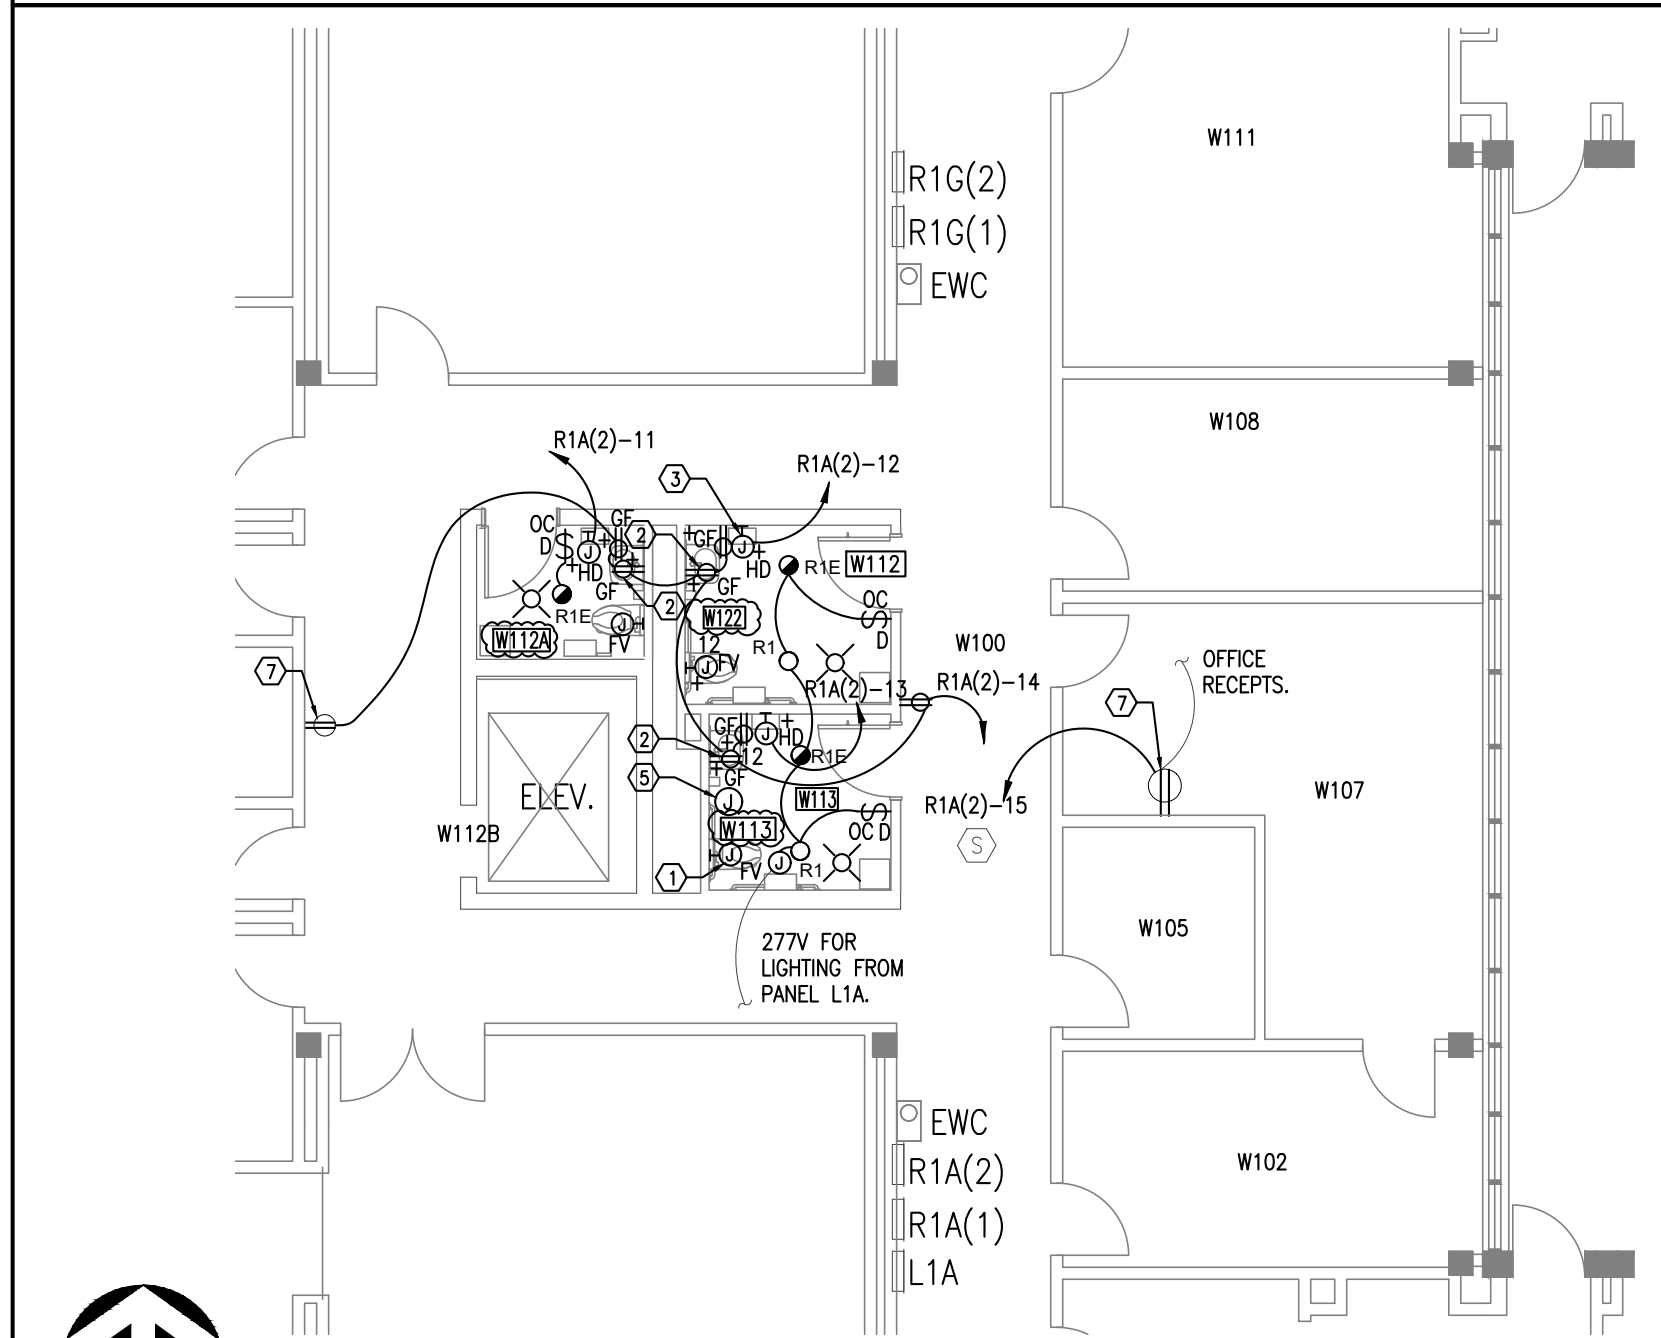 W111
R1G(2)
R1G(1)
EWC
W108
R1A(2)-11
R1A(2)-12
3
OC
D
GF
2
GF
HD
GF
HD
R1E
W112
GF
2
R1E
W122
OC
D
W112A
FV
12
FV
R1
W100
R1A(2)-13
R1A(2)-14
7
7
OFFICE
RECEPTS.
GF
HD
2
12
R1E
GF
5
ELEV.
W113
R1A(2)-15
W107
W112B
W113
OC
D
S
1
FV
R1
J
J
J
J
J
J
J
J
W105
277V FOR
LIGHTING FROM
PANEL L1A.
EWC
R1A(2)
W102
R1A(1)
L1A